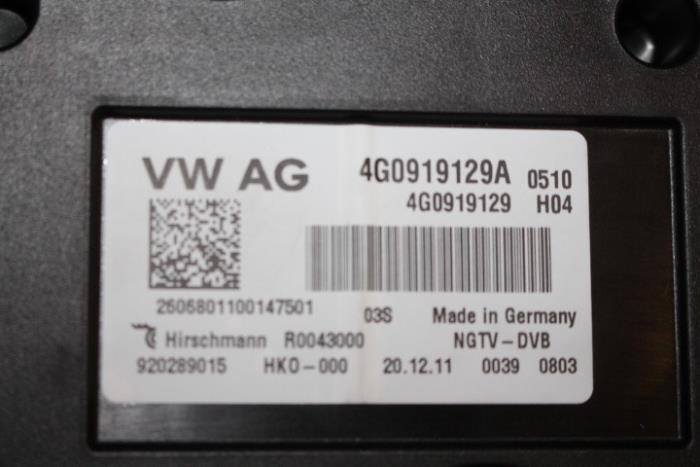 VW AG 4G0919129A 0510
4G0919129 H04
2606801100147501 03S Made in Germany
Hirschmann R0043000 NGTV-DVB
920289015 HKO-000 20.12.11 0039 0803